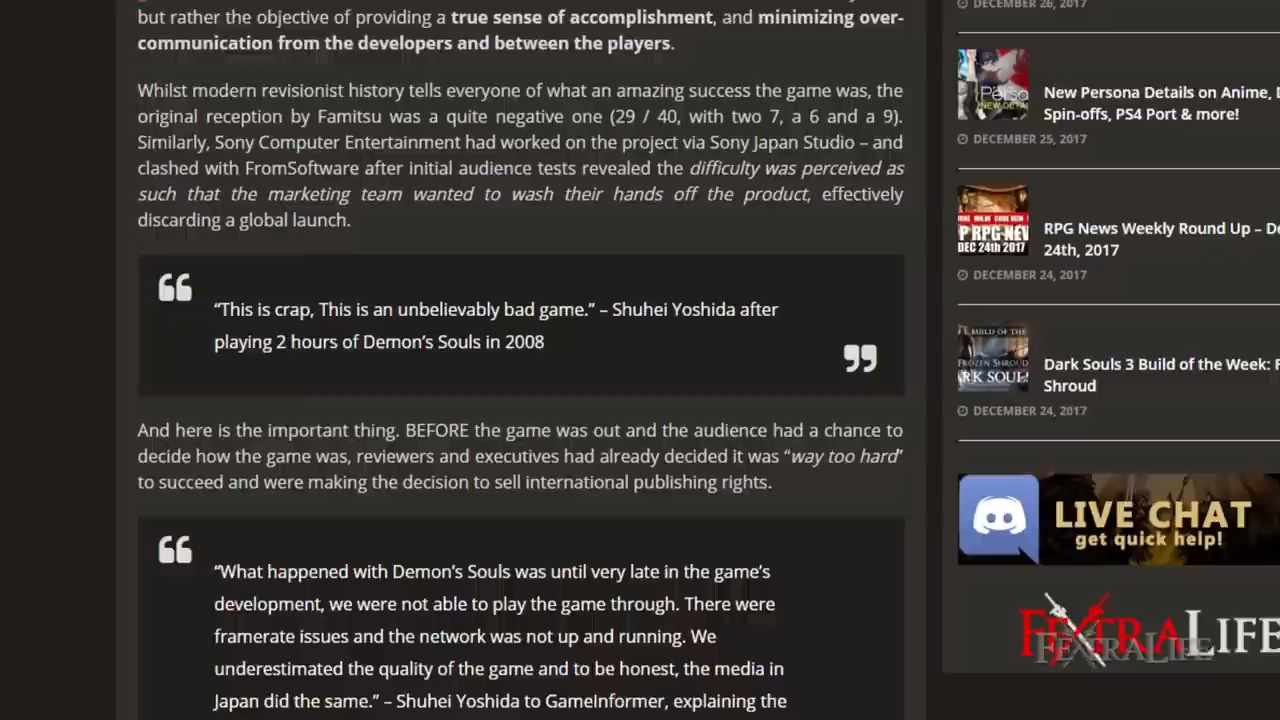 but rather the objective of providing a true sense of accomplishment, and minimizing over-
communication from the developers and between the players.
Whilst modern revisionist history tells everyone of what an amazing success the game was, the
original reception by Famitsu was a quite negative one (29 / 40, with two 7, a 6 and a 9).
Similarly, Sony Computer Entertainment had worked on the project via Sony Japan Studio – and
clashed with FromSoftware after initial audience tests revealed the difficulty was perceived as
such that the marketing team wanted to wash their hands off the product, effectively
discarding a global launch.
“This is crap, This is an unbelievably bad game.” – Shuhei Yoshida after
playing 2 hours of Demon’s Souls in 2008
And here is the important thing. BEFORE the game was out and the audience had a chance to
decide how the game was, reviewers and executives had already decided it was “way too hard”
to succeed and were making the decision to sell international publishing rights.
“What happened with Demon’s Souls was until very late in the game’s
development, we were not able to play the game through. There were
framerate issues and the network was not up and running. We
underestimated the quality of the game and to be honest, the media in
Japan did the same.” – Shuhei Yoshida to GameInformer, explaining the
DECEMBER 26, 2017
New Persona Details on Anime,
Spin-offs, PS4 Port & more!
DECEMBER 25, 2017
RPG News Weekly Round Up –
24th, 2017
DECEMBER 24, 2017
DEC 24th 2017
Dark Souls 3 Build of the Week:
Shroud
DECEMBER 24, 2017
BUILD OF THE
FROZEN SHROUD
LIVE CHAT
get quick help!
FEXTRALIFE
FEXTRALIFE